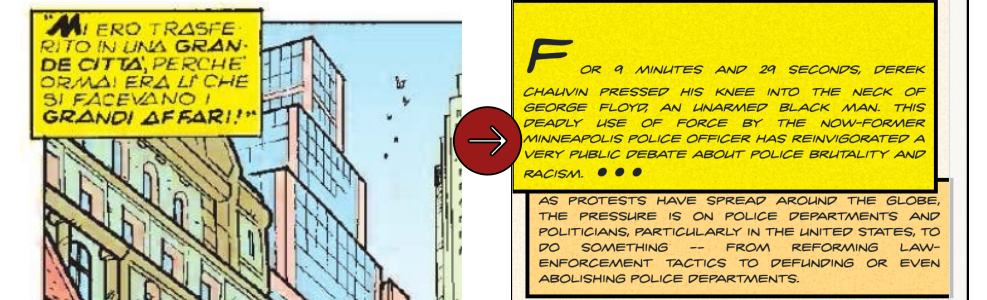 "MI ERO TRASFE-
RITO IN UNA GRAN-
DE CITTÀ, PERCHÈ
ORMAI ERA LÌ CHE
SI FACEVANO I
GRANDI AFFARI!"
FOR 9 MINUTES AND 29 SECONDS, DEREK
CHAUVIN PRESSED HIS KNEE INTO THE NECK OF
GEORGE FLOYD, AN UNARMED BLACK MAN. THIS
DEADLY USE OF FORCE BY THE NOW-FORMER
MINNEAPOLIS POLICE OFFICER HAS REINVIGORATED A
VERY PUBLIC DEBATE ABOUT POLICE BRUTALITY AND
RACISM. •••
AS PROTESTS HAVE SPREAD AROUND THE GLOBE,
THE PRESSURE IS ON POLICE DEPARTMENTS AND
POLITICIANS, PARTICULARLY IN THE UNITED STATES, TO
DO SOMETHING -- FROM REFORMING LAW-
ENFORCEMENT TACTICS TO DEFUNDING OR EVEN
ABOLISHING POLICE DEPARTMENTS.